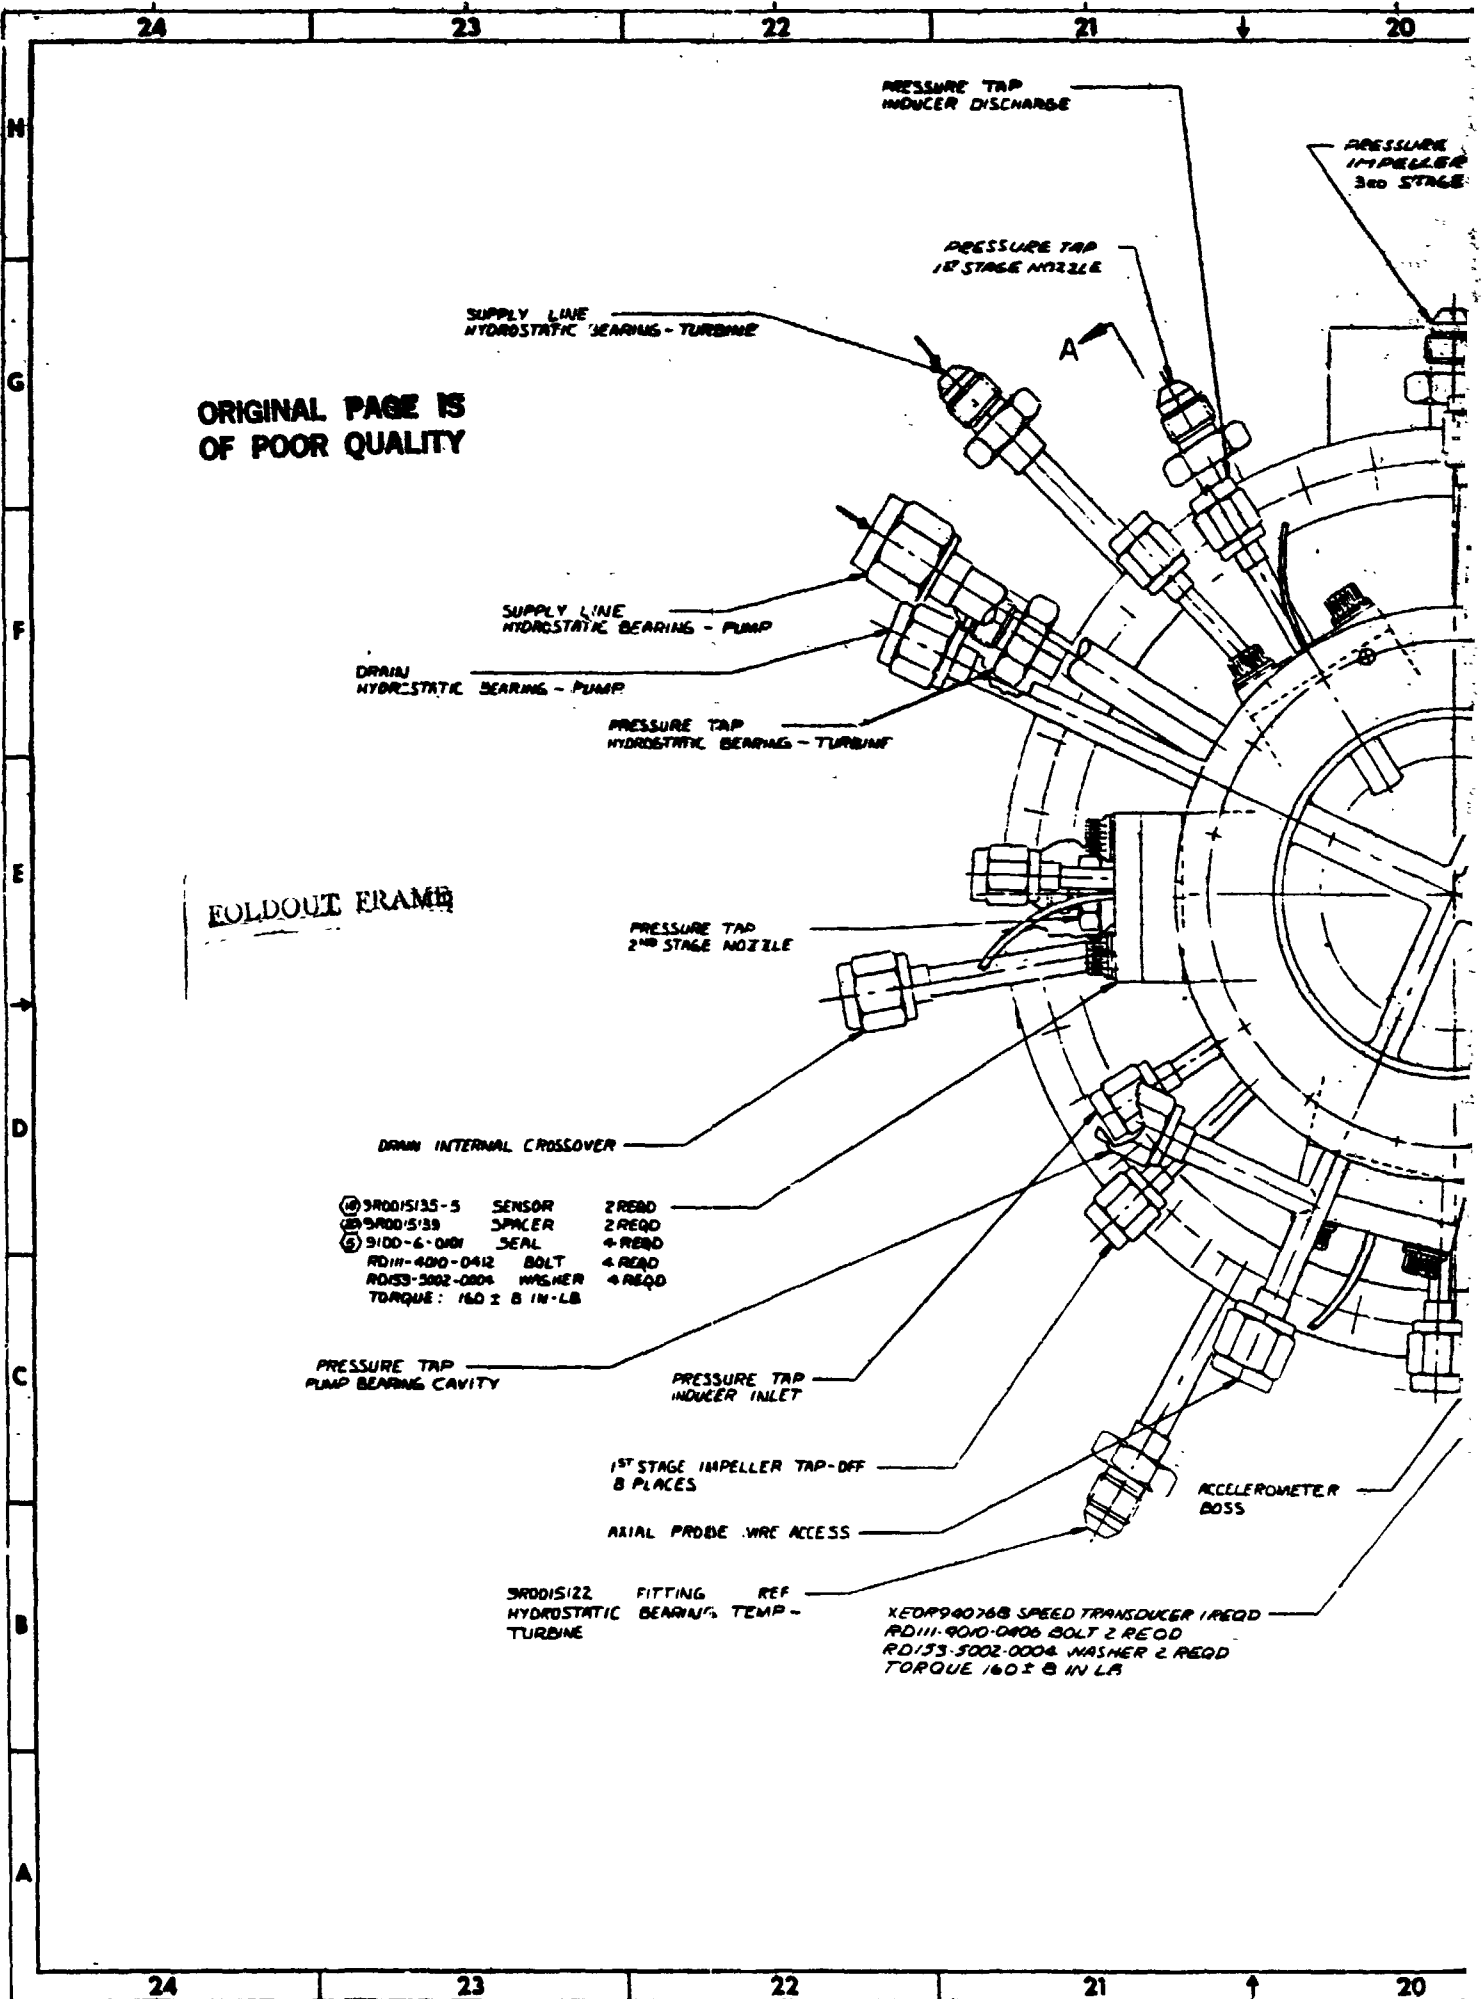 24 23 22 21 20
H
PRESSURE TAP
INDUCER DISCHARGE
PRESSURE
IMPELLER
3RD STAGE
PRESSURE TAP
1ST STAGE NOZZLE
SUPPLY LINE
HYDROSTATIC BEARING - TURBINE
A
G
ORIGINAL PAGE IS
OF POOR QUALITY
SUPPLY LINE
HYDROSTATIC BEARING - PUMP
F
DRAIN
HYDROSTATIC BEARING - PUMP
PRESSURE TAP
HYDROSTATIC BEARING - TURBINE
E
FOLDOUT FRAME
PRESSURE TAP
2ND STAGE NOZZLE
D
DRAIN INTERNAL CROSSOVER
9R0015135-5 SENSOR 2 REQD
9R0015139 SPACER 2 REQD
5 9100-6-0101 SEAL 4 REQD
RD111-4010-0412 BOLT 4 REQD
RD153-5002-0004 WASHER 4 REQD
TORQUE: 160 ± 8 IN-LB
C
PRESSURE TAP
PUMP BEARING CAVITY
PRESSURE TAP
INDUCER INLET
1ST STAGE IMPELLER TAP-OFF
8 PLACES
ACCELEROMETER
BOSS
AXIAL PROBE WIRE ACCESS
B
9R0015122 FITTING REF
HYDROSTATIC BEARING TEMP -
TURBINE
XEOR940768 SPEED TRANSDUCER 1 REQD
RD111-4010-0406 BOLT 2 REQD
RD153-5002-0004 WASHER 2 REQD
TORQUE 160 ± 8 IN LB
A
24 23 22 21 20